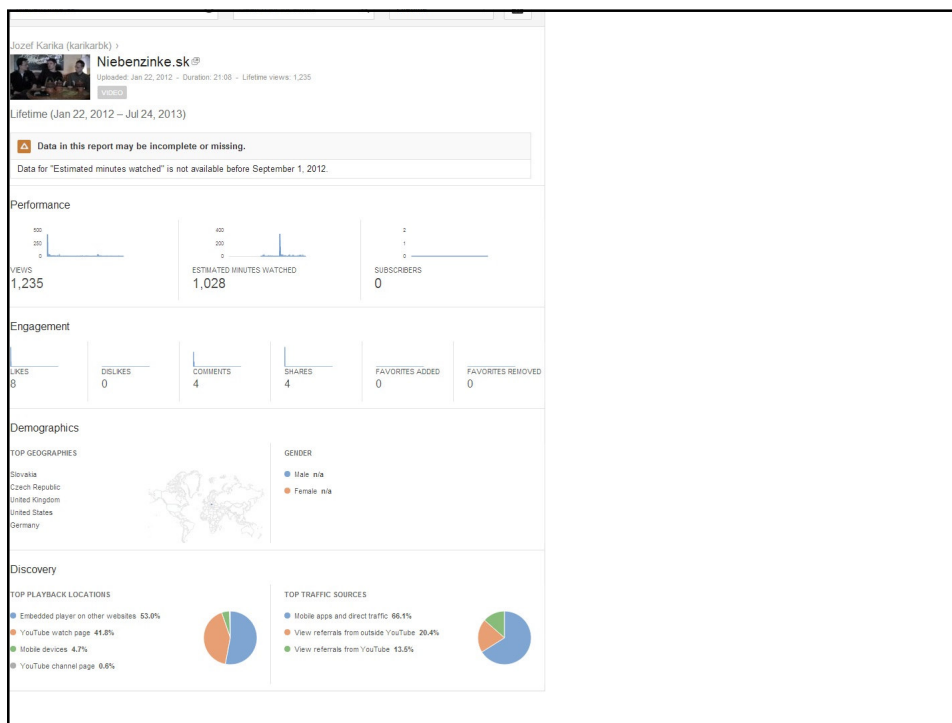 Jozef Karika (karikarbk) ›
Niebenzinke.sk
Uploaded: Jan 22, 2012 - Duration: 21:08 - Lifetime views: 1,235
VIDEO
Lifetime (Jan 22, 2012 – Jul 24, 2013)
Data in this report may be incomplete or missing.
Data for "Estimated minutes watched" is not available before September 1, 2012.
Performance
500
250
0
400
200
0
2
1
0
VIEWS
1,235
ESTIMATED MINUTES WATCHED
1,028
SUBSCRIBERS
0
Engagement
LIKES
8
DISLIKES
0
COMMENTS
4
SHARES
4
FAVORITES ADDED
0
FAVORITES REMOVED
0
Demographics
TOP GEOGRAPHIES
Slovakia
Czech Republic
United Kingdom
United States
Germany
GENDER
Male n/a
Female n/a
Discovery
TOP PLAYBACK LOCATIONS
Embedded player on other websites 53.0%
YouTube watch page 41.8%
Mobile devices 4.7%
YouTube channel page 0.6%
TOP TRAFFIC SOURCES
Mobile apps and direct traffic 66.1%
View referrals from outside YouTube 20.4%
View referrals from YouTube 13.5%